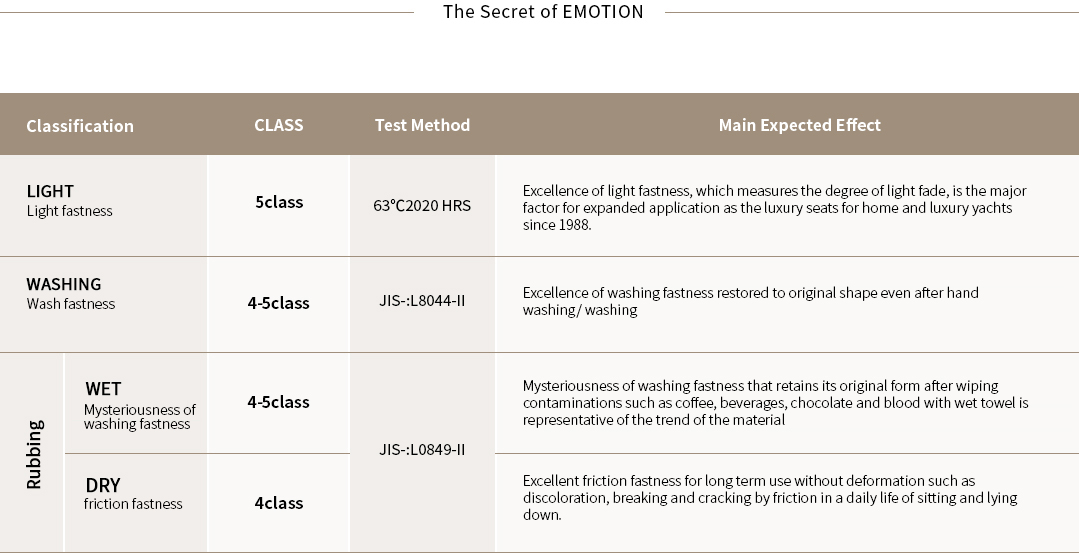 The Secret of EMOTION
Classification CLASS Test Method Main Expected Effect
LIGHT
Light fastness
5class
63℃2020 HRS
Excellence of light fastness, which measures the degree of light fade, is the major
factor for expanded application as the luxury seats for home and luxury yachts
since 1988.
WASHING
Wash fastness
4-5class
JIS-:L8044-II
Excellence of washing fastness restored to original shape even after hand
washing/ washing
Rubbing
WET
Mysteriousness of
washing fastness
4-5class
JIS-:L0849-II
Mysteriousness of washing fastness that retains its original form after wiping
contaminations such as coffee, beverages, chocolate and blood with wet towel is
representative of the trend of the material
DRY
friction fastness
4class
Excellent friction fastness for long term use without deformation such as
discoloration, breaking and cracking by friction in a daily life of sitting and lying
down.